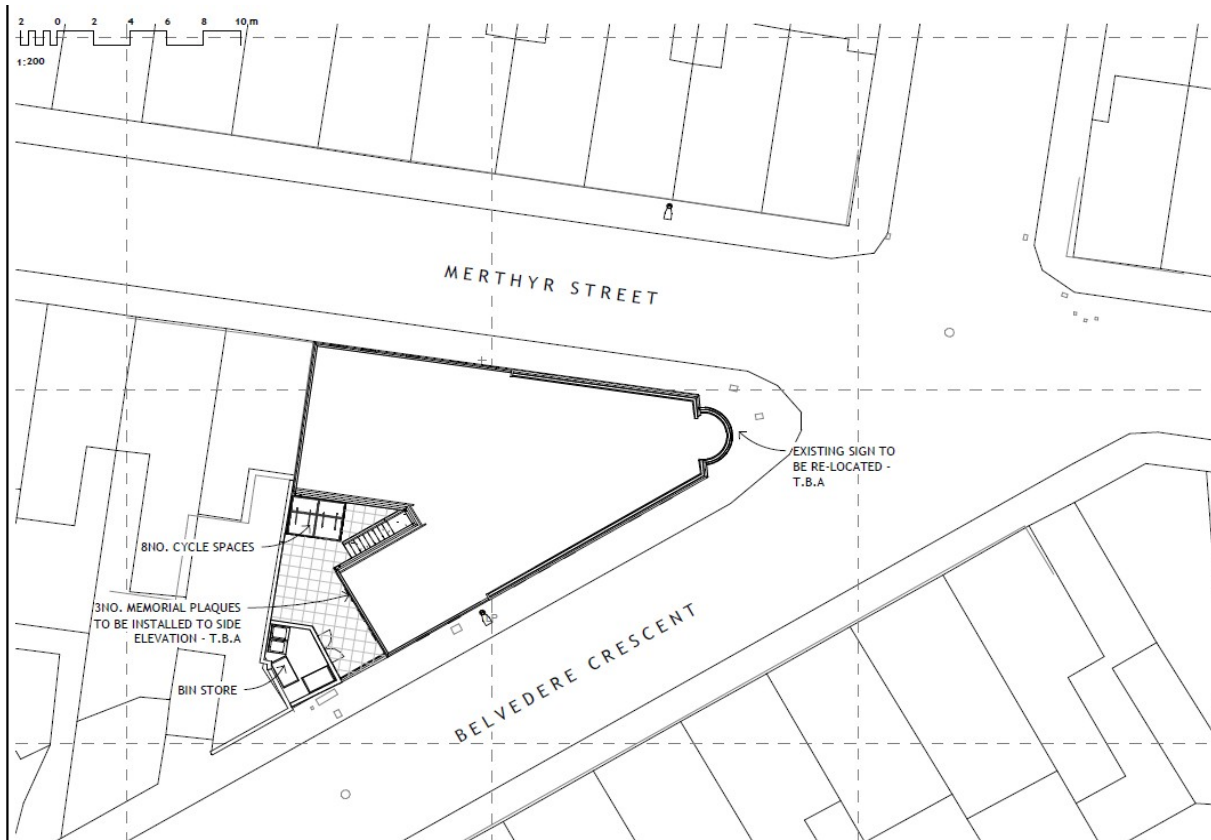 2 0 2 4 6 8 10 m
1:200
MERTHYR STREET
EXISTING SIGN TO
BE RE-LOCATED -
T.B.A
8NO. CYCLE SPACES
3NO. MEMORIAL PLAQUES
TO BE INSTALLED TO SIDE
ELEVATION - T.B.A
BIN STORE
BELVEDERE CRESCENT